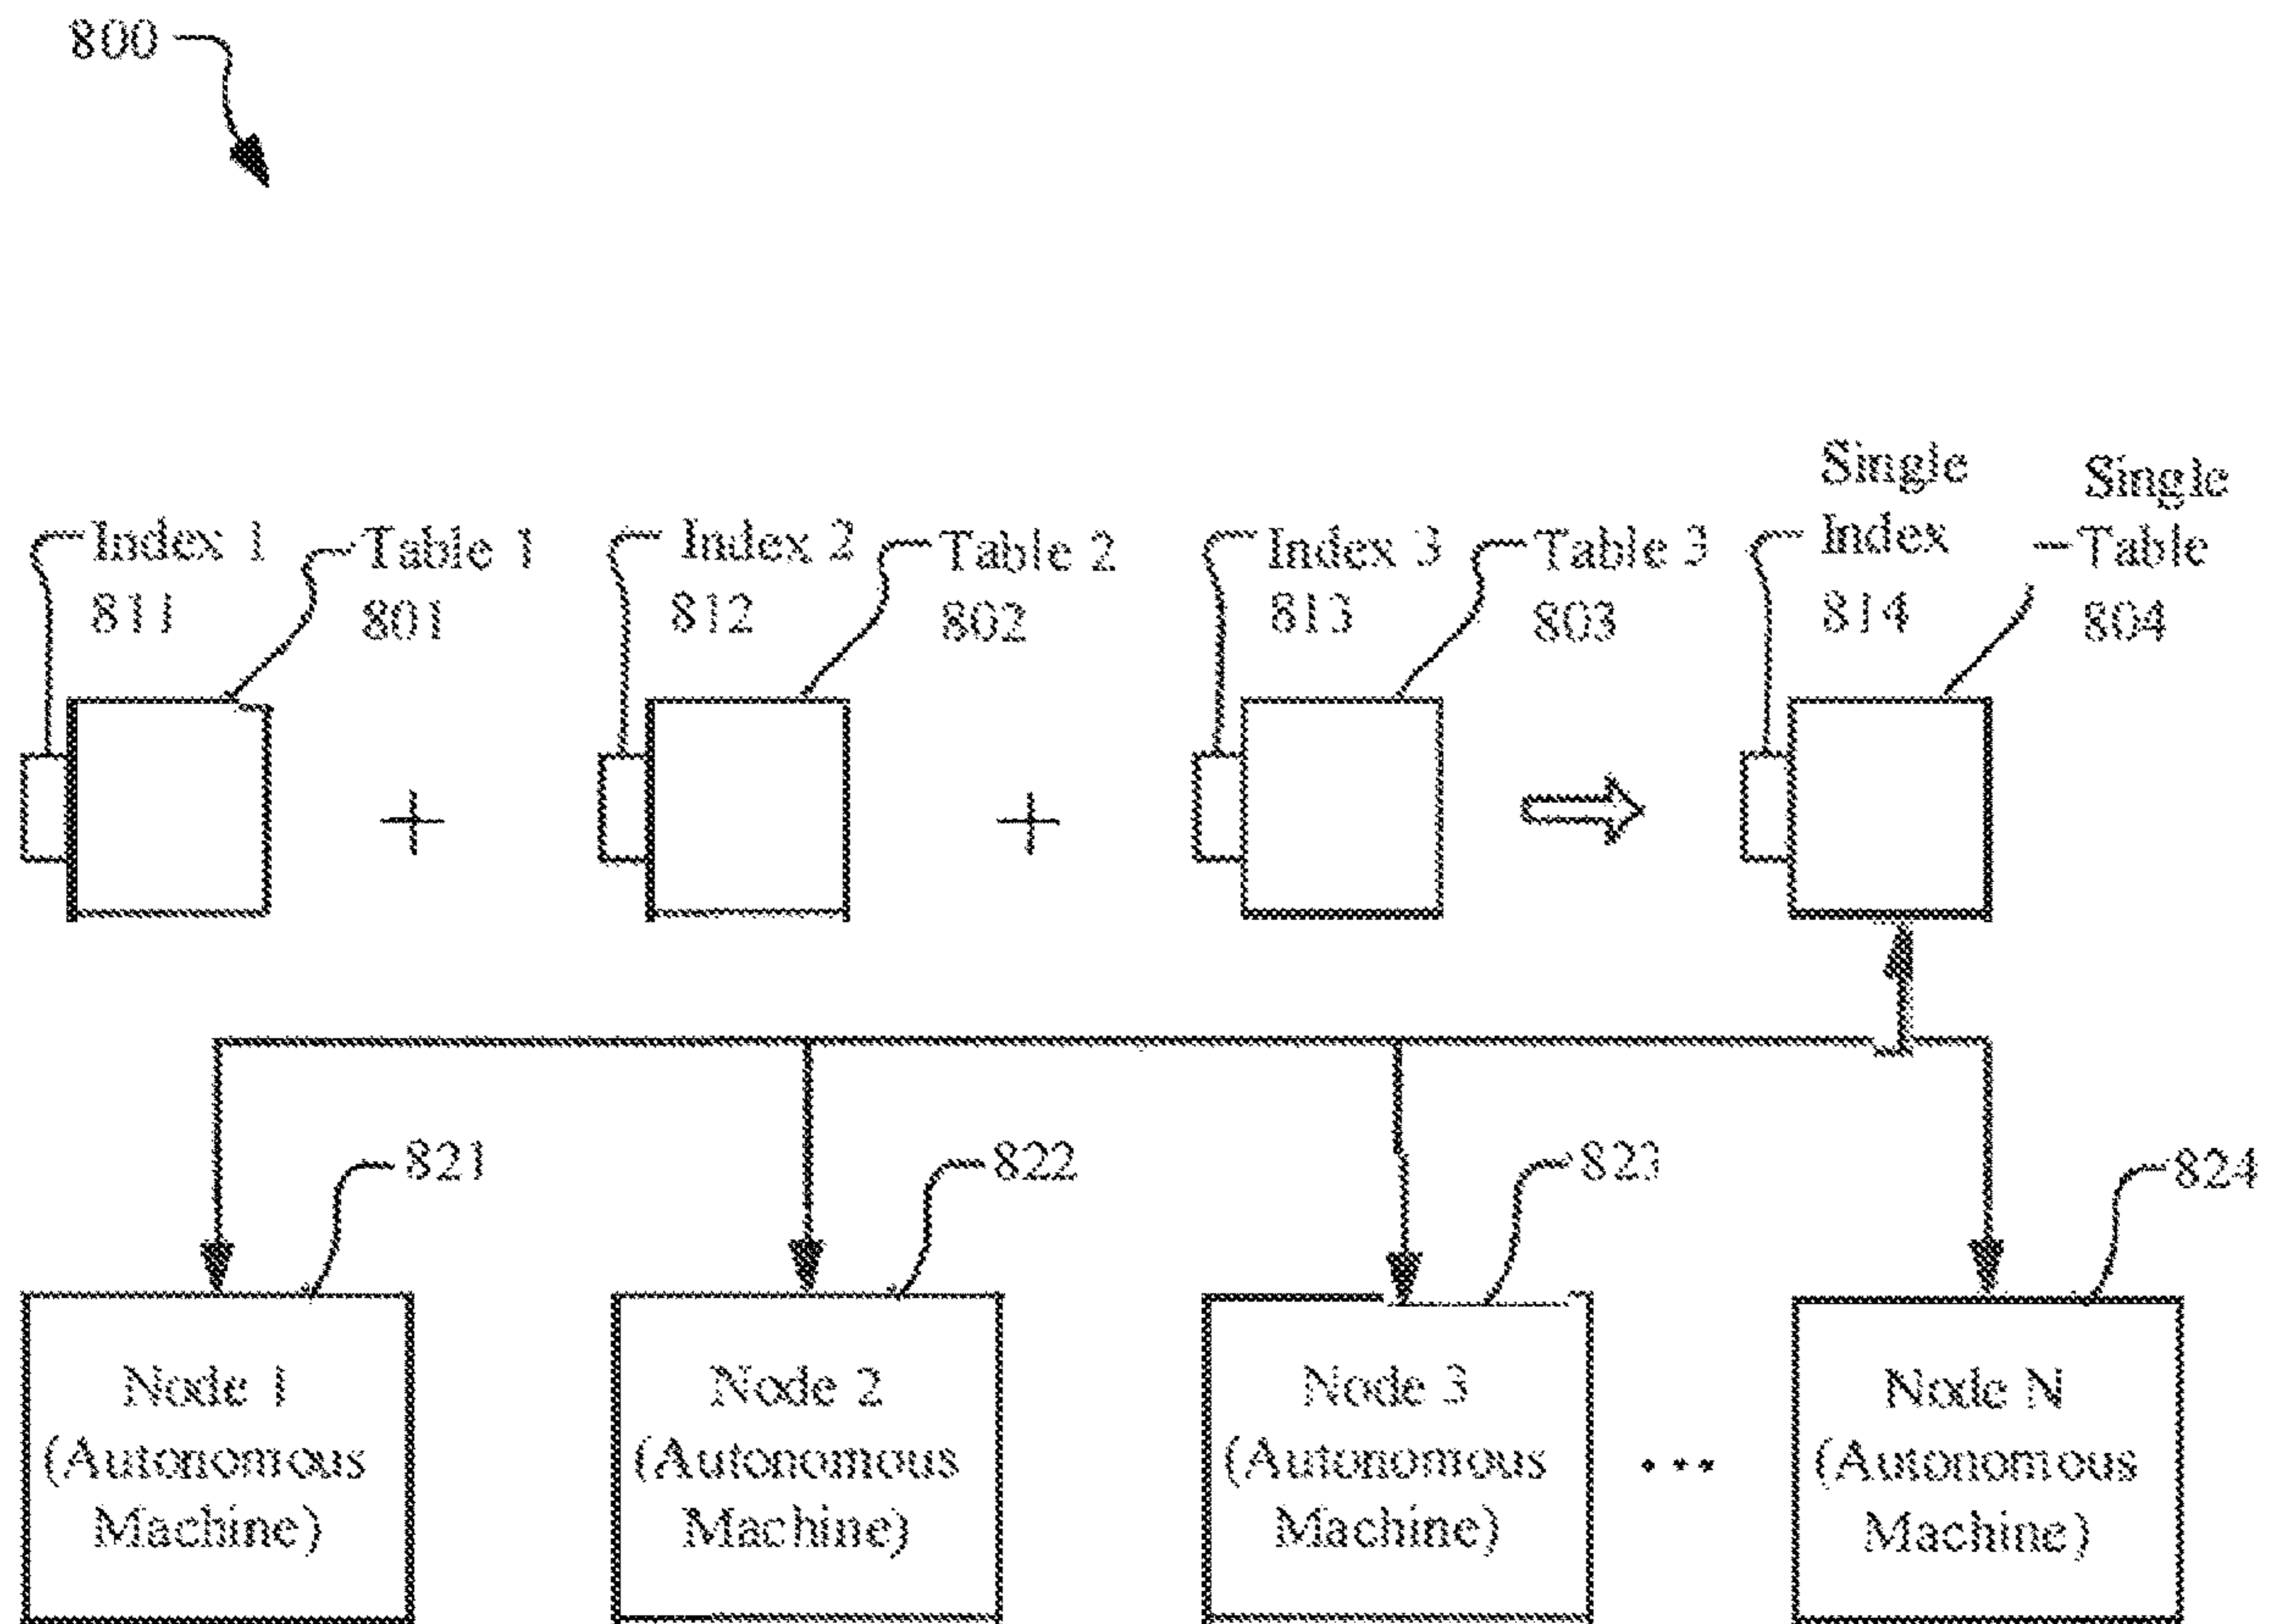 800
Index 1
811
Table 1
801
Index 2
812
Table 2
802
Index 3
813
Table 3
803
Single
Index
814
Single
Table
804
+
+
821
822
823
824
Node 1
(Autonomous
Machine)
Node 2
(Autonomous
Machine)
Node 3
(Autonomous
Machine)
...
Node N
(Autonomous
Machine)